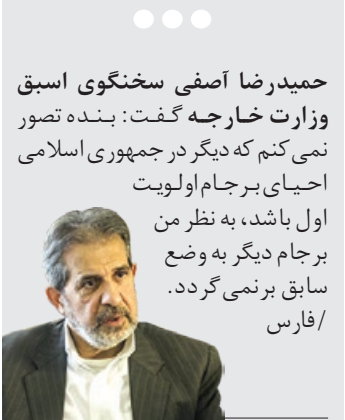 حمیدرضا آصفی سخنگوی اسبق
وزارت خارجه گفت: بنده تصور
نمی‌کنم که دیگر در جمهوری اسلامی
احیای برجام اولویت
اول باشد، به نظر من
برجام دیگر به وضع
سابق برنمی‌گردد.
/فارس